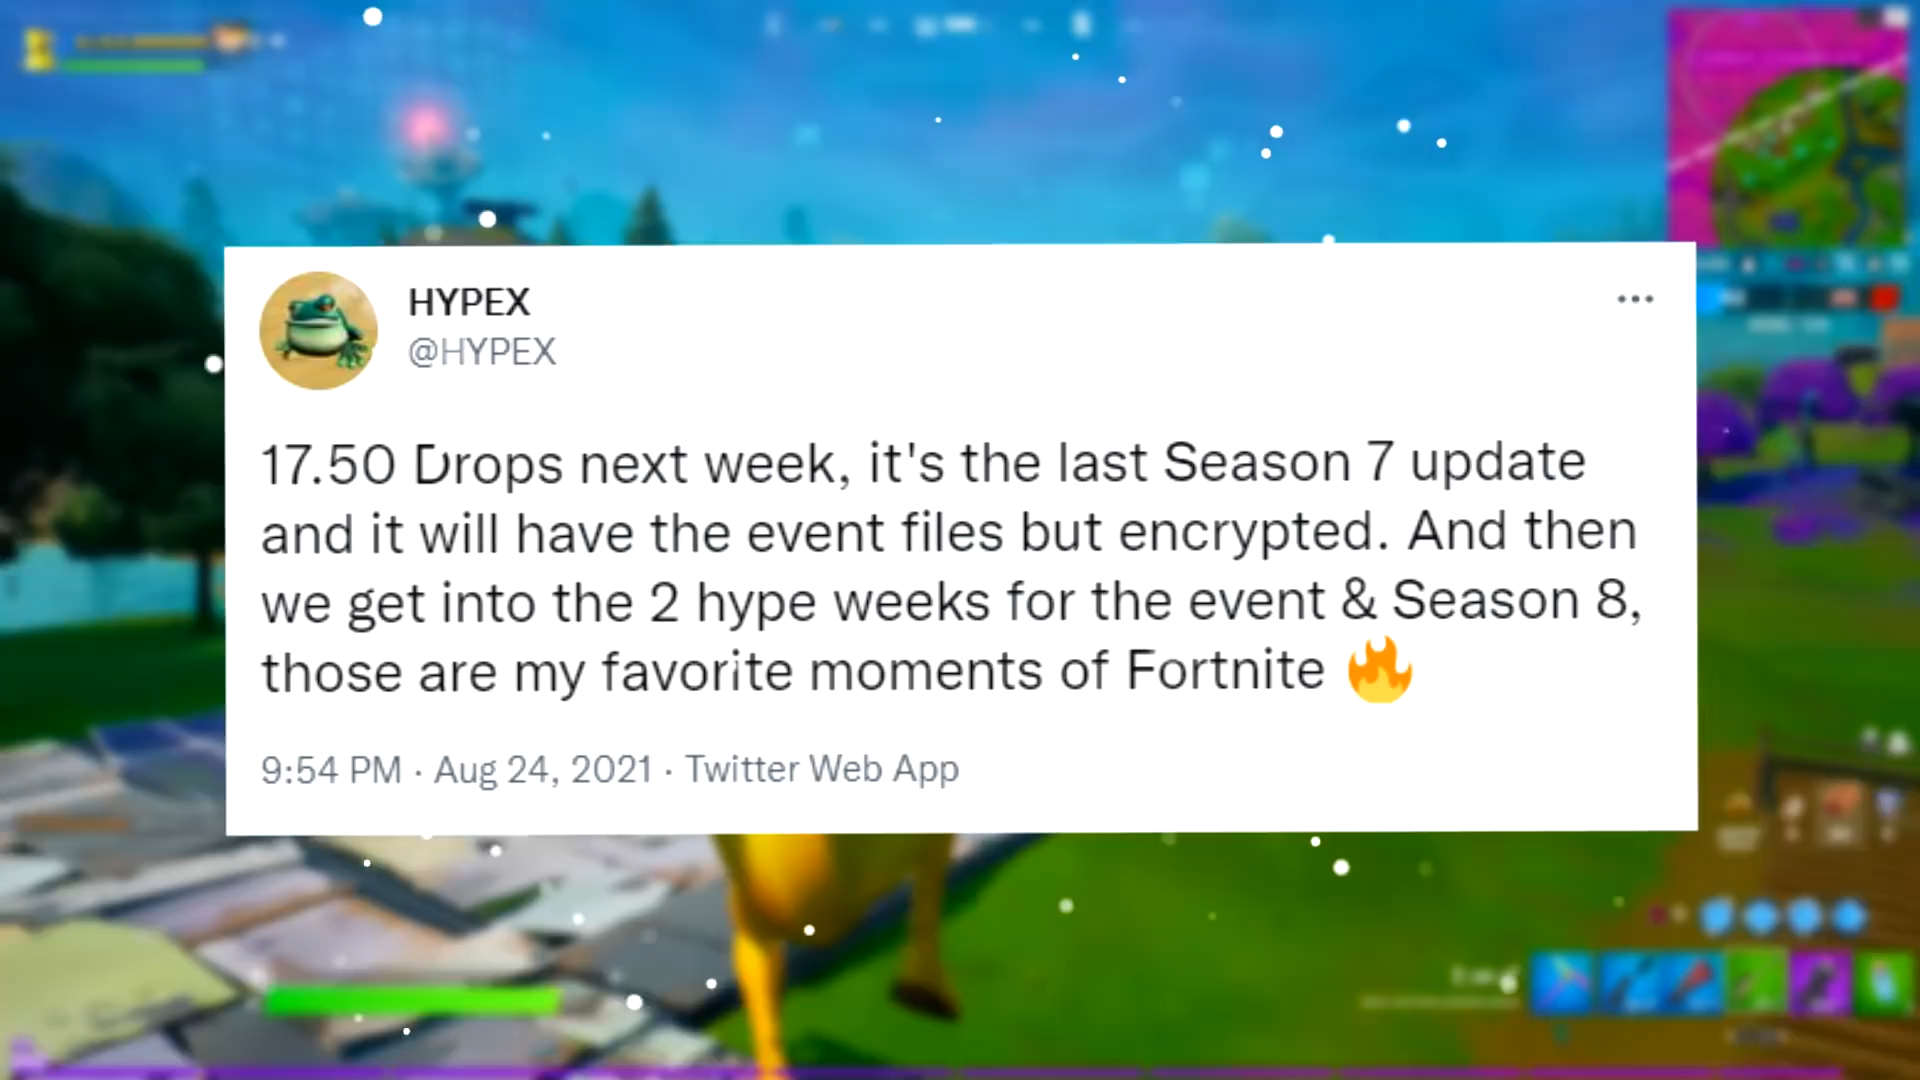 HYPEX
@HYPEX
17.50 Drops next week, it's the last Season 7 update
and it will have the event files but encrypted. And then
we get into the 2 hype weeks for the event & Season 8,
those are my favorite moments of Fortnite 🔥
9:54 PM · Aug 24, 2021 · Twitter Web App